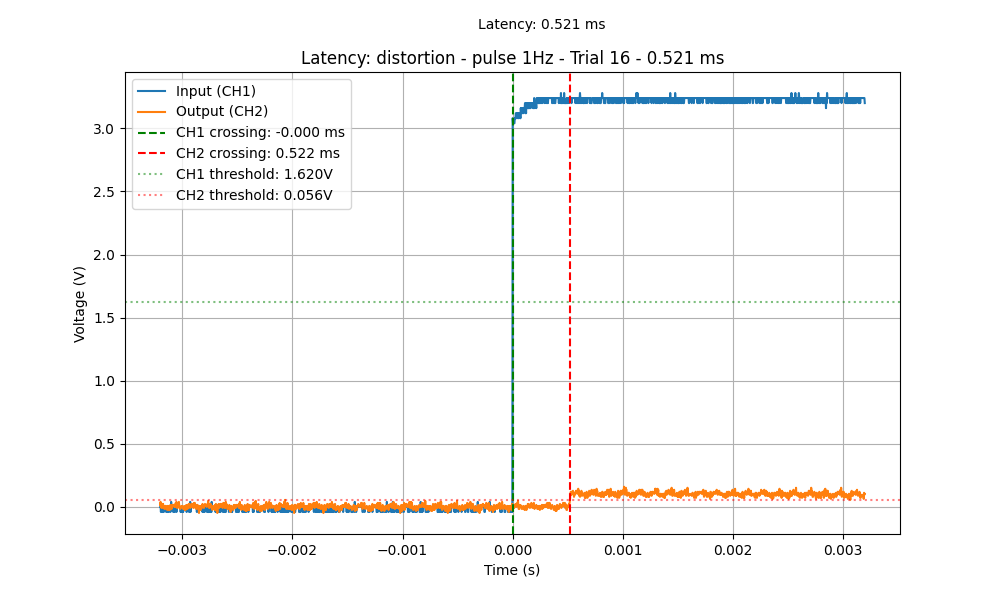 Latency: 0.521 ms
Latency: distortion - pulse 1Hz - Trial 16 - 0.521 ms
Input (CH1)
Output (CH2)
CH1 crossing: -0.000 ms
CH2 crossing: 0.522 ms
CH1 threshold: 1.620V
CH2 threshold: 0.056V
Voltage (V)
3.0
2.5
2.0
1.5
1.0
0.5
0.0
−0.003 −0.002 −0.001 0.000 0.001 0.002 0.003
Time (s)